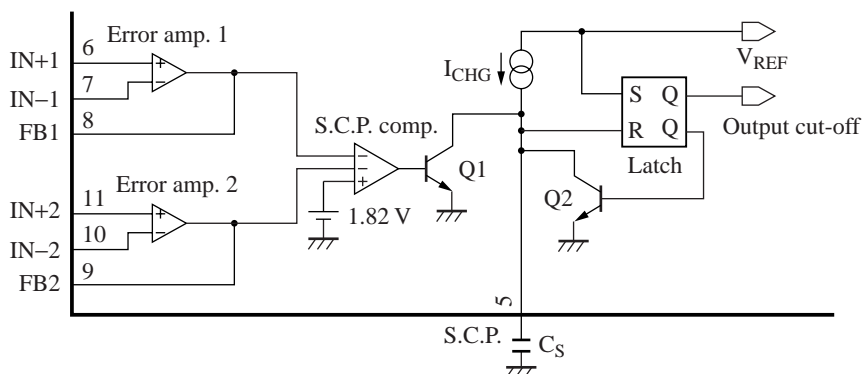 Error amp. 1
IN+1
6
+
IN−1
7
−
FB1
8
S.C.P. comp.
−
−
+
1.82 V
Error amp. 2
IN+2
11
+
IN−2
10
−
FB2
9
Q1
I_CHG
V_REF
S Q
R Q
Latch
Output cut-off
Q2
5
S.C.P.
C_S